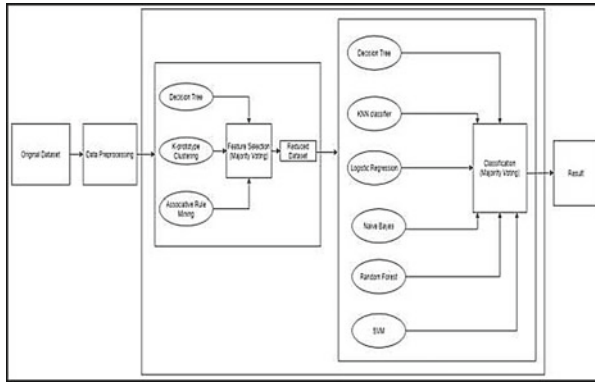 Original Dataset
Data Preprocessing
Decision Tree
K-prototype
Clustering
Associative Rule
Mining
Feature Selection
(Majority Voting)
Reduced
Dataset
Decision Tree
KNN classifier
Logistic Regression
Naive Bayes
Random Forest
SVM
Classification
(Majority Voting)
Result